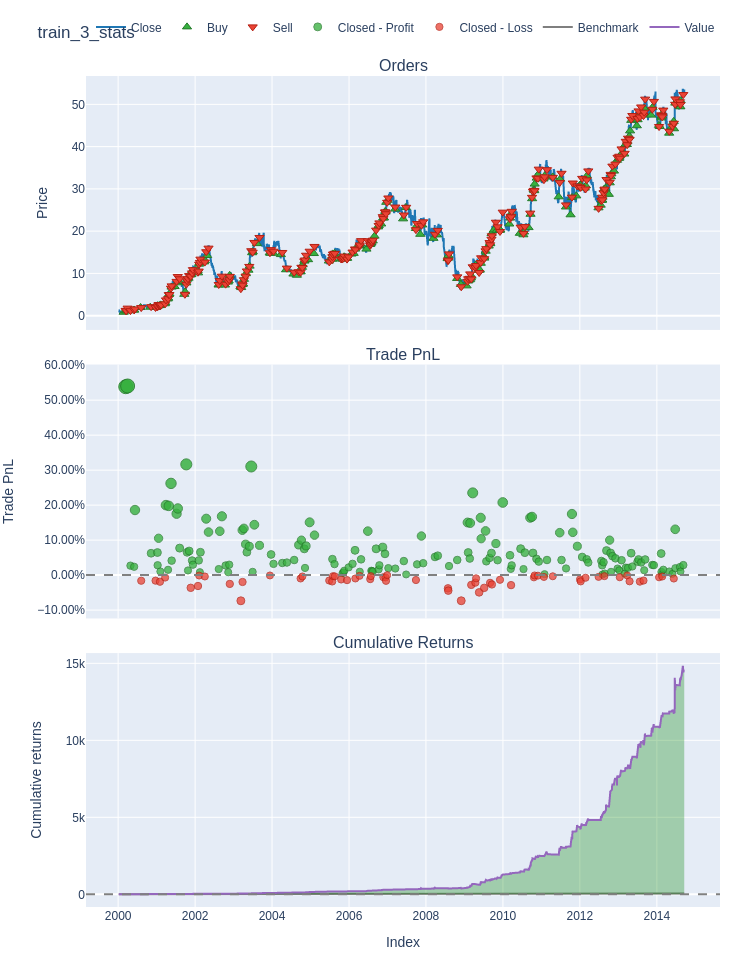 train_3_stats
Close Buy Sell Closed - Profit Closed - Loss Benchmark Value
Orders
50
40
30
20
10
0
Price
Trade PnL
60.00%
50.00%
40.00%
30.00%
20.00%
10.00%
0.00%
−10.00%
Trade PnL
Cumulative Returns
15k
10k
5k
0
Cumulative returns
2000 2002 2004 2006 2008 2010 2012 2014
Index